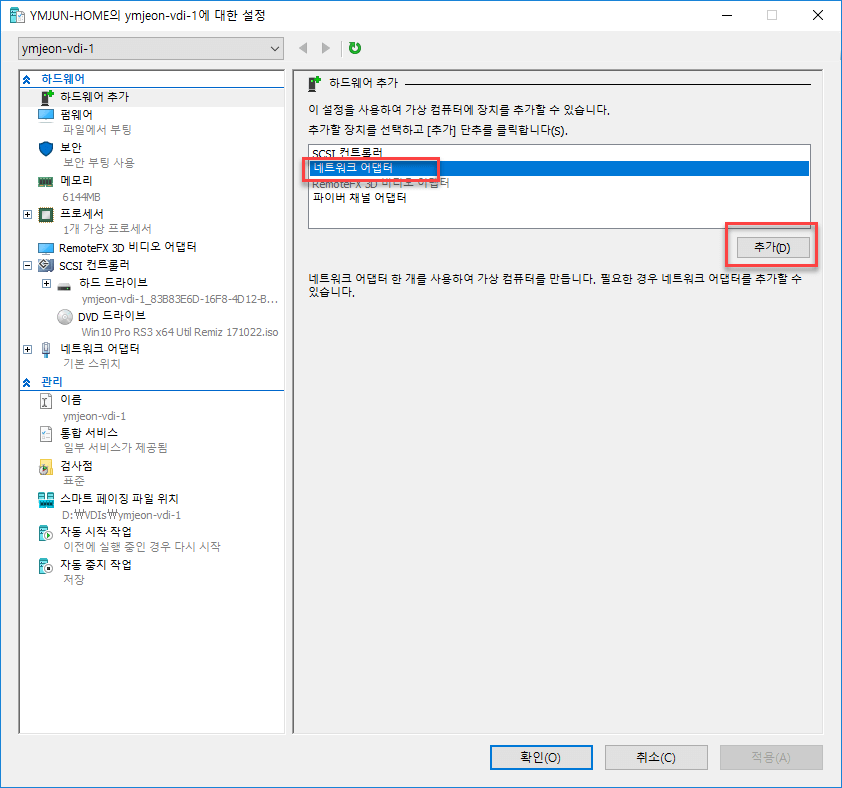 YMJUN-HOME의 ymjeon-vdi-1에 대한 설정
ymjeon-vdi-1
하드웨어
하드웨어 추가
펌웨어
파일에서 부팅
보안
보안 부팅 사용
메모리
6144MB
프로세서
1개 가상 프로세서
RemoteFX 3D 비디오 어댑터
SCSI 컨트롤러
하드 드라이브
ymjeon-vdi-1_83B83E6D-16F8-4D12-B...
DVD 드라이브
Win10 Pro RS3 x64 Util Remiz 171022.iso
네트워크 어댑터
기본 스위치
관리
이름
ymjeon-vdi-1
통합 서비스
일부 서비스가 제공됨
검사점
표준
스마트 페이징 파일 위치
D:₩VDIs₩ymjeon-vdi-1
자동 시작 작업
이전에 실행 중인 경우 다시 시작
자동 중지 작업
저장
하드웨어 추가
이 설정을 사용하여 가상 컴퓨터에 장치를 추가할 수 있습니다.
추가할 장치를 선택하고 [추가] 단추를 클릭합니다(S).
SCSI 컨트롤러
네트워크 어댑터
RemoteFX 3D 비디오 어댑터
파이버 채널 어댑터
추가(D)
네트워크 어댑터 한 개를 사용하여 가상 컴퓨터를 만듭니다. 필요한 경우 네트워크 어댑터를 추가할 수
있습니다.
확인(O)
취소(C)
적용(A)